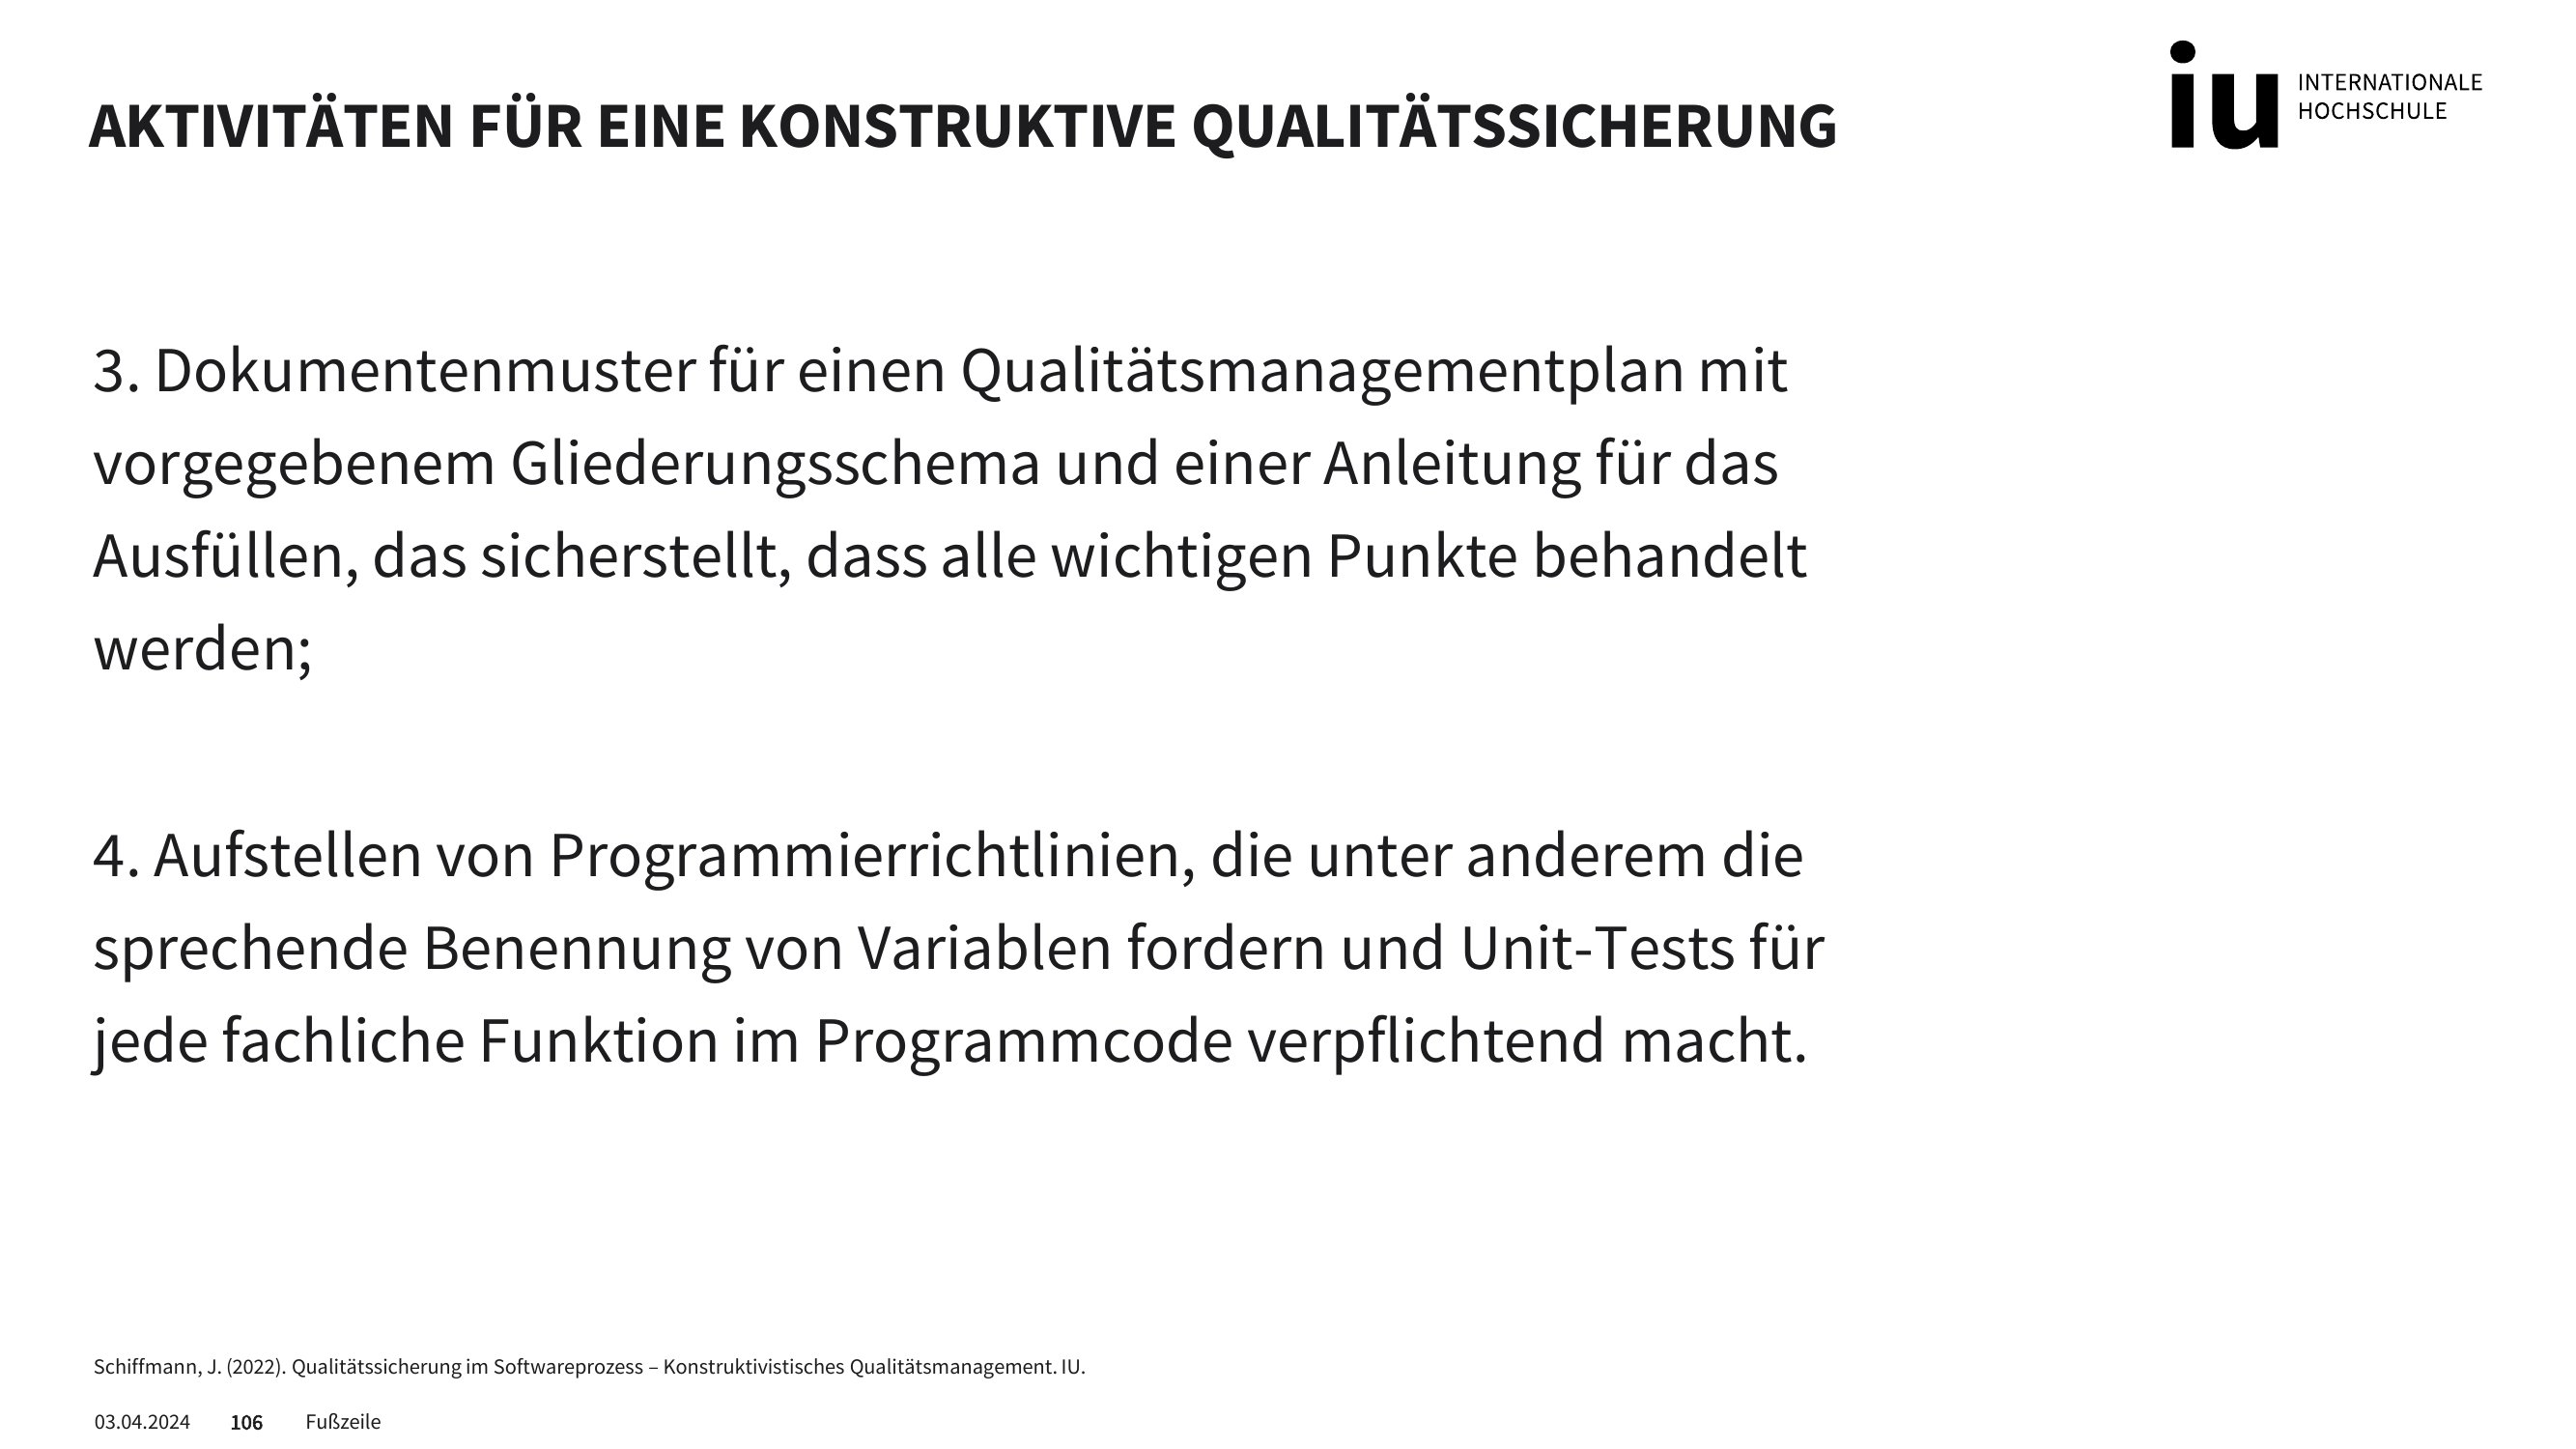 AKTIVITÄTEN FÜR EINE KONSTRUKTIVE QUALITÄTSSICHERUNG
iu INTERNATIONALE
HOCHSCHULE
3. Dokumentenmuster für einen Qualitätsmanagementplan mit
vorgegebenem Gliederungsschema und einer Anleitung für das
Ausfüllen, das sicherstellt, dass alle wichtigen Punkte behandelt
werden;
4. Aufstellen von Programmierrichtlinien, die unter anderem die
sprechende Benennung von Variablen fordern und Unit-Tests für
jede fachliche Funktion im Programmcode verpflichtend macht.
Schiffmann, J. (2022). Qualitätssicherung im Softwareprozess – Konstruktivistisches Qualitätsmanagement. IU.
03.04.2024 106 Fußzeile